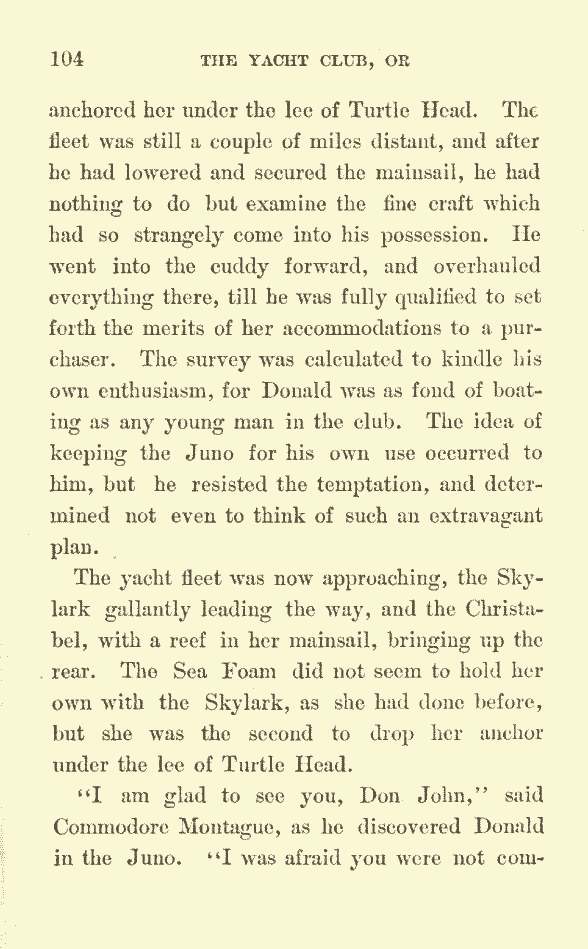 104 THE YACHT CLUB, OR
anchored her under the lee of Turtle Head. The
fleet was still a couple of miles distant, and after
he had lowered and secured the mainsail, he had
nothing to do but examine the fine craft which
had so strangely come into his possession. He
went into the cuddy forward, and overhauled
everything there, till he was fully qualified to set
forth the merits of her accommodations to a pur-
chaser. The survey was calculated to kindle his
own enthusiasm, for Donald was as fond of boat-
ing as any young man in the club. The idea of
keeping the Juno for his own use occurred to
him, but he resisted the temptation, and deter-
mined not even to think of such an extravagant
plan.
The yacht fleet was now approaching, the Sky-
lark gallantly leading the way, and the Christa-
bel, with a reef in her mainsail, bringing up the
rear. The Sea Foam did not seem to hold her
own with the Skylark, as she had done before,
but she was the second to drop her anchor
under the lee of Turtle Head.
"I am glad to see you, Don John," said
Commodore Montague, as he discovered Donald
in the Juno. "I was afraid you were not com-